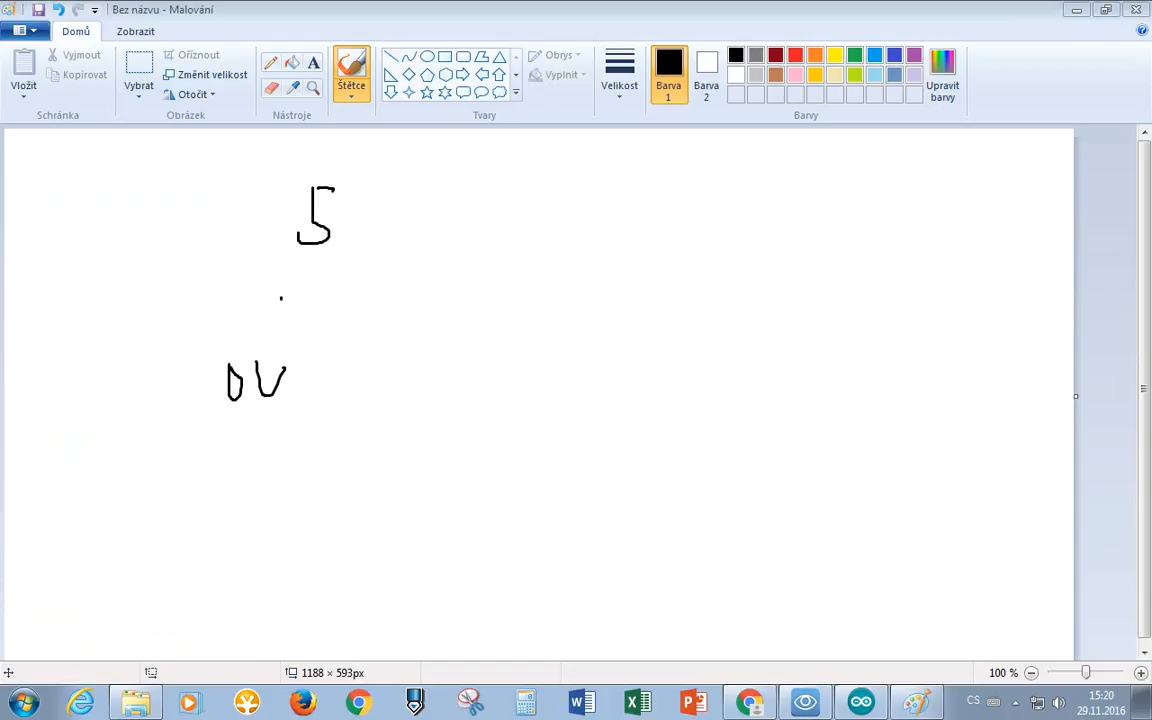 Bez názvu - Malování
Domů Zobrazit
Vložit
Vyjmout
Kopírovat
Schránka
Vybrat
Oříznout
Změnit velikost
Otočit
Obrázek
A
Nástroje
Štětce
Obrys
Vyplnit
Tvary
Velikost
Barva 1
Barva 2
Upravit barvy
Barvy
5
0V
1188 × 593px
100 %
CS
15:20
29.11.2016